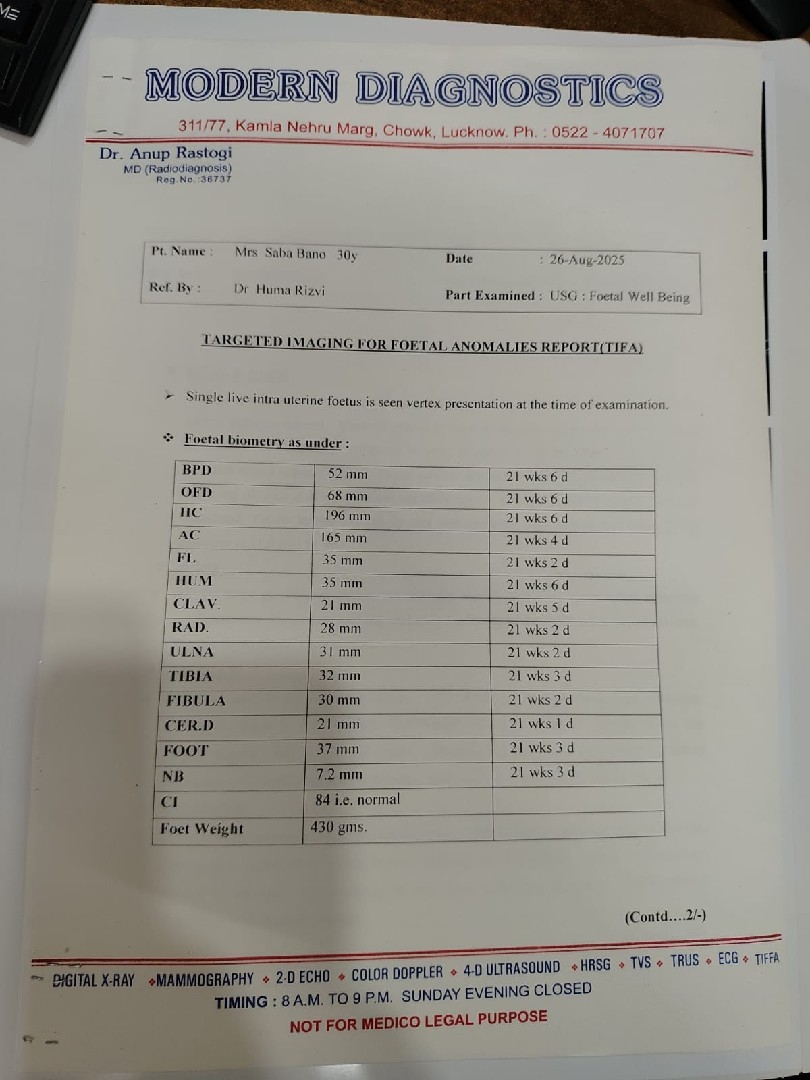 MODERN DIAGNOSTICS
311/77, Kamla Nehru Marg, Chowk, Lucknow. Ph. : 0522 - 4071707
Dr. Anup Rastogi
MD (Radiodiagnosis)
Reg.No.:36737
Pt. Name : Mrs Saba Bano 30y Date : 26-Aug-2025
Ref. By : Dr Huma Rizvi Part Examined : USG : Foetal Well Being
TARGETED IMAGING FOR FOETAL ANOMALIES REPORT(TIFA)
➢ Single live intra uterine foetus is seen vertex presentation at the time of examination.
❖ Foetal biometry as under :
BPD 52 mm 21 wks 6 d
OFD 68 mm 21 wks 6 d
HC 196 mm 21 wks 6 d
AC 165 mm 21 wks 4 d
FL 35 mm 21 wks 2 d
HUM 35 mm 21 wks 6 d
CLAV. 21 mm 21 wks 5 d
RAD. 28 mm 21 wks 2 d
ULNA 31 mm 21 wks 2 d
TIBIA 32 mm 21 wks 3 d
FIBULA 30 mm 21 wks 2 d
CER.D 21 mm 21 wks 1 d
FOOT 37 mm 21 wks 3 d
NB 7.2 mm 21 wks 3 d
CI 84 i.e. normal
Foet Weight 430 gms.
(Contd....2/-)
DIGITAL X-RAY ❖MAMMOGRAPHY ❖ 2-D ECHO ❖ COLOR DOPPLER ❖ 4-D ULTRASOUND ❖HRSG ❖ TVS ❖ TRUS ❖ ECG ❖ TIFFA
TIMING : 8 A.M. TO 9 P.M. SUNDAY EVENING CLOSED
NOT FOR MEDICO LEGAL PURPOSE